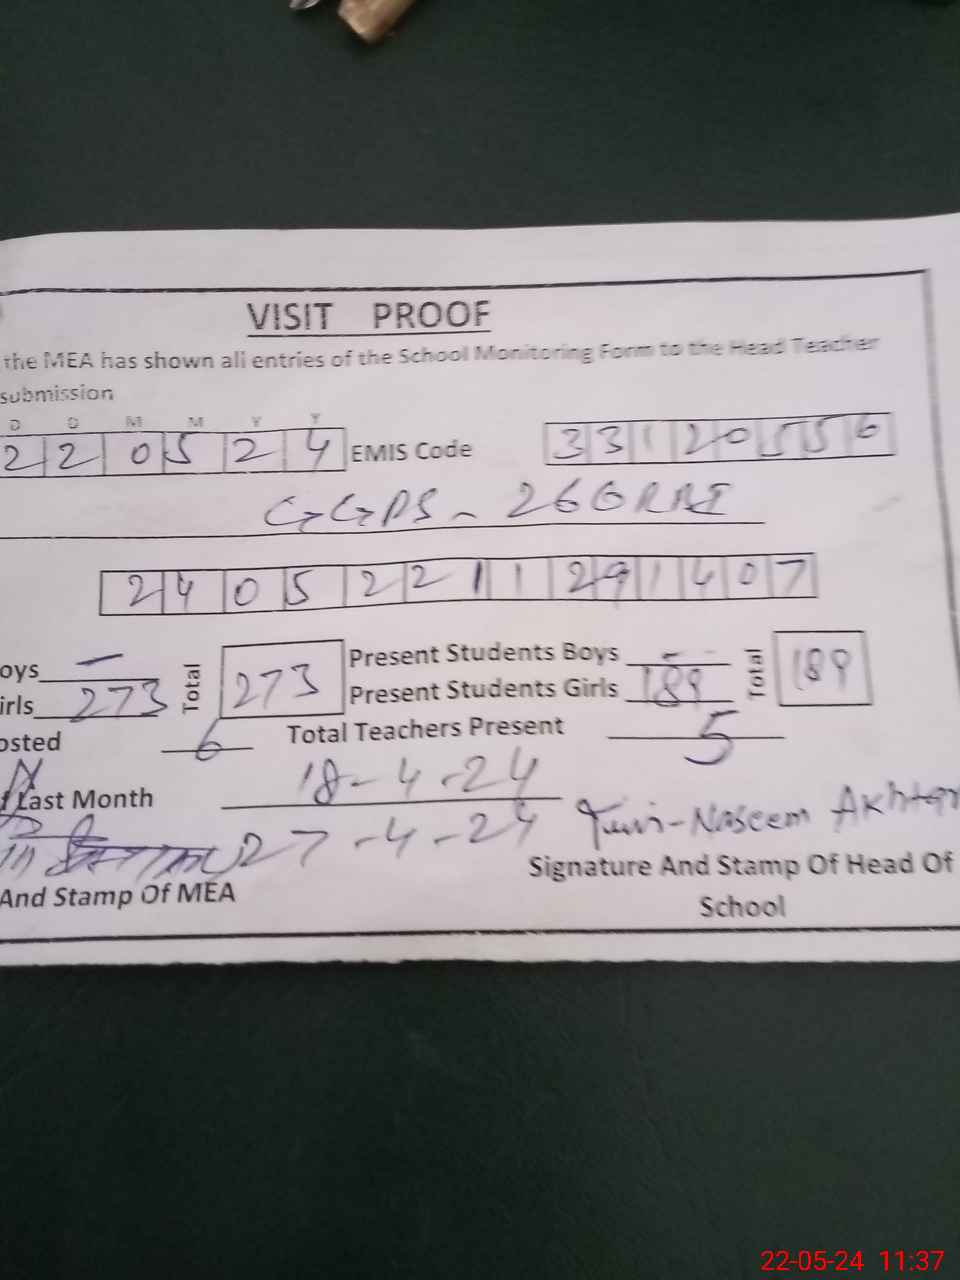 VISIT PROOF
the MEA has shown all entries of the School Monitoring Form to the Head Teacher
submission
D D M M Y Y
2 2 0 5 2 4 EMIS Code 3 3 1 2 0 5 5 6
GGPS - 266RBI
2 4 0 5 2 2 1 1 2 9 1 4 0 7
oys — Total 273 Present Students Boys - - Total 189
irls 273 Present Students Girls 189
osted 6 Total Teachers Present 5
Last Month 18-4-24
27-4-24 -Naseem Akhtar
And Stamp Of MEA Signature And Stamp Of Head Of
School
22-05-24 11:37